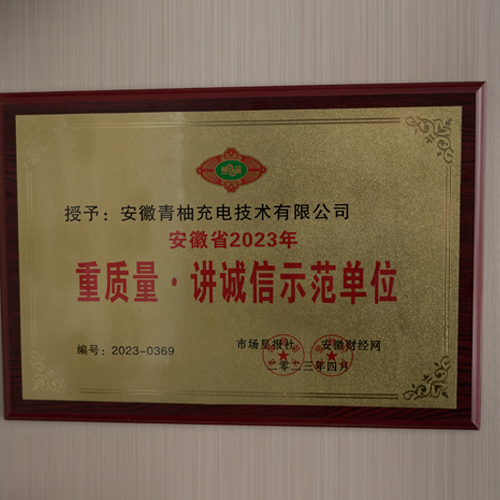 授予：安徽青柚充电技术有限公司
安徽省2023年
重质量·讲诚信示范单位
编号：2023-0369
市场星报社 安徽财经网
二零二三年四月